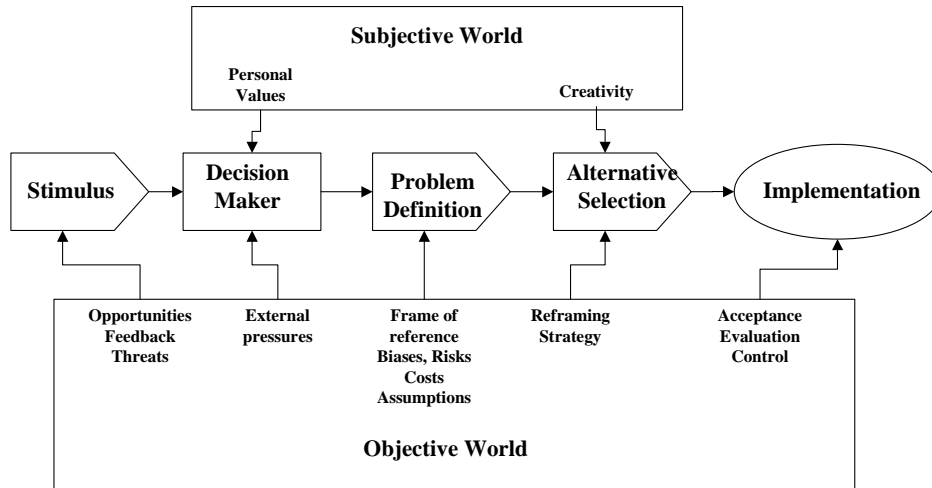 Subjective World
Personal
Values
Creativity
Stimulus
Decision
Maker
Problem
Definition
Alternative
Selection
Implementation
Opportunities
Feedback
Threats
External
pressures
Frame of
reference
Biases, Risks
Costs
Assumptions
Reframing
Strategy
Acceptance
Evaluation
Control
Objective World